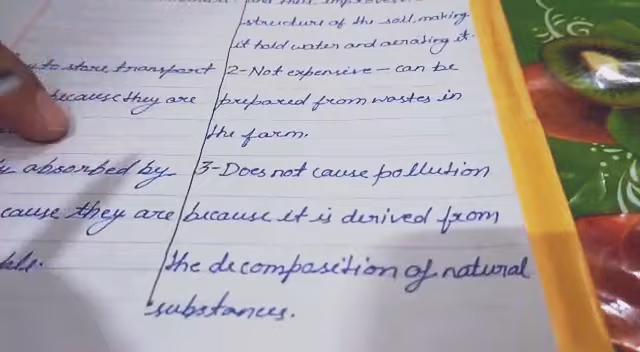 structure of the soil, making
it hold water and aerating it.
to store transport
because they are
absorbed by
cause they are
2-Not expensive - can be
prepared from wastes in
the farm.
3-Does not cause pollution
because it is derived from
the decomposition of natural
substances.